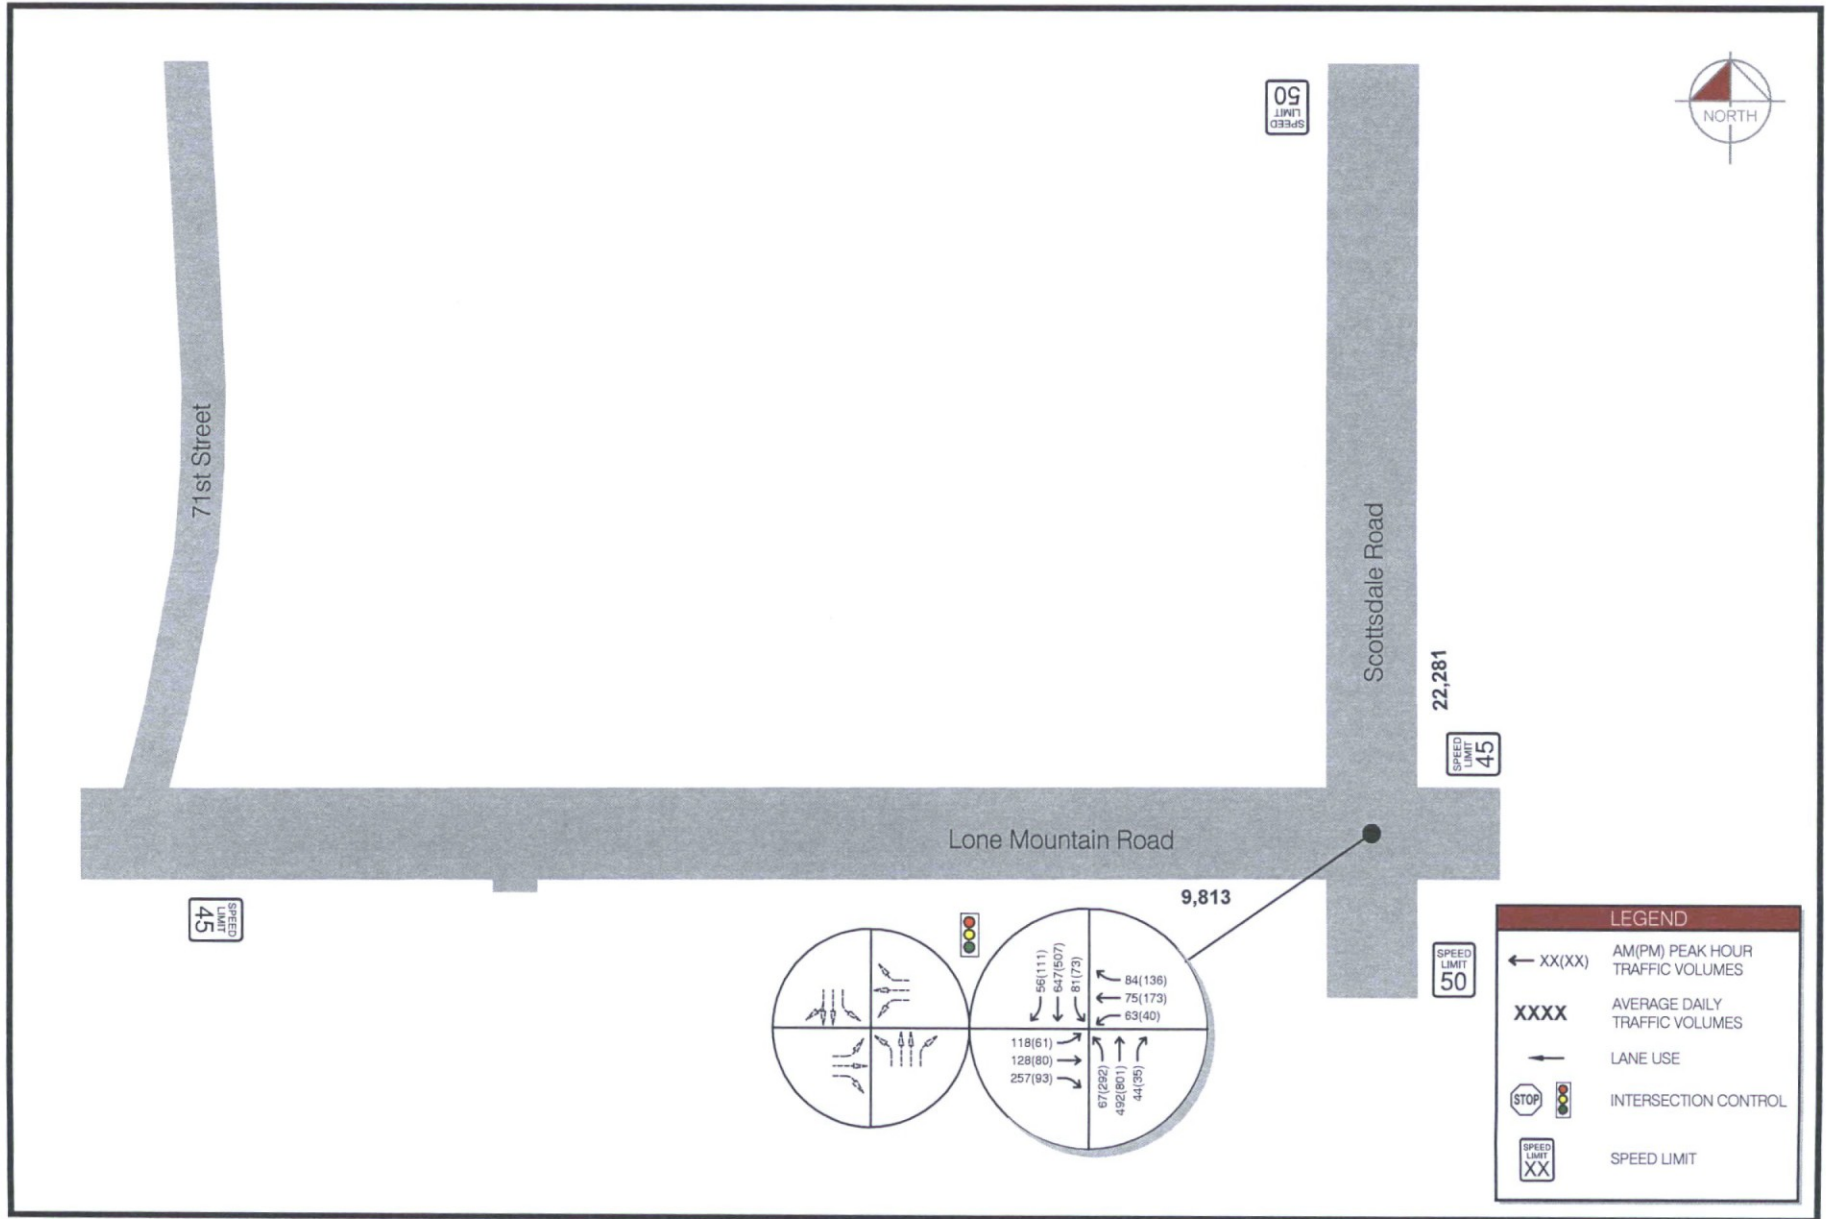 SPEED
LIMIT
50
NORTH
71st Street
Scottsdale Road
22,281
SPEED
LIMIT
45
Lone Mountain Road
9,813
SPEED
LIMIT
45
56(111)
647(507)
81(73)
84(136)
75(173)
63(40)
118(61)
128(80)
257(93)
67(292)
492(801)
44(35)
SPEED
LIMIT
50
LEGEND
XX(XX)
AM(PM) PEAK HOUR
TRAFFIC VOLUMES
XXXX
AVERAGE DAILY
TRAFFIC VOLUMES
LANE USE
STOP
INTERSECTION CONTROL
SPEED
LIMIT
XX
SPEED LIMIT